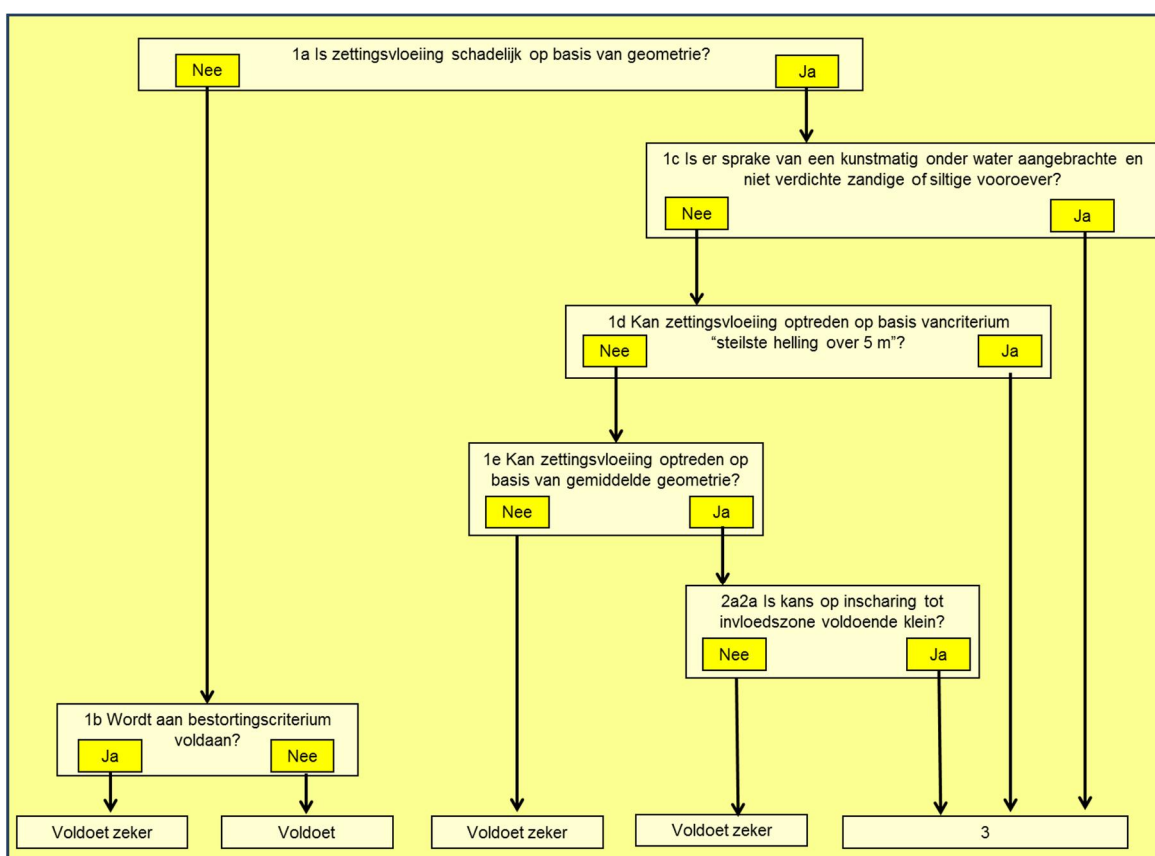 1a Is zettingsvloeiing schadelijk op basis van geometrie?
Nee
Ja
1c Is er sprake van een kunstmatig onder water aangebrachte en
niet verdichte zandige of siltige vooroever?
Nee
Ja
1d Kan zettingsvloeiing optreden op basis vancriterium
“steilste helling over 5 m”?
Nee
Ja
1e Kan zettingsvloeiing optreden op
basis van gemiddelde geometrie?
Nee
Ja
2a2a Is kans op inscharing tot
invloedszone voldoende klein?
Nee
Ja
1b Wordt aan bestortingscriterium
voldaan?
Ja
Nee
Voldoet zeker
Voldoet
Voldoet zeker
Voldoet zeker
3